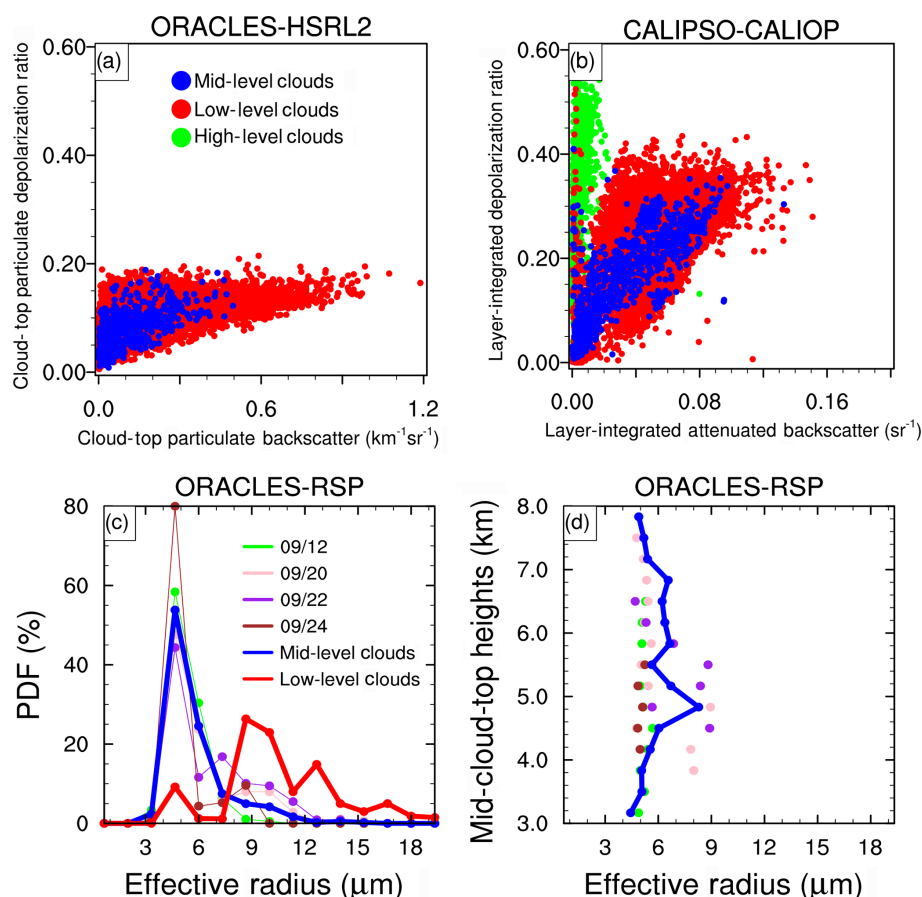 ORACLES-HSRL2
(a)
Cloud- top particulate depolarization ratio
0.60
0.40
0.20
0.00
Mid-level clouds
Low-level clouds
High-level clouds
0.0
0.6
1.2
Cloud-top particulate backscatter (km⁻¹sr⁻¹)
CALIPSO-CALIOP
(b)
Layer-integrated depolarization ratio
0.60
0.40
0.20
0.00
0.00
0.08
0.16
Layer-integrated attenuated backscatter (sr⁻¹)
ORACLES-RSP
(c)
PDF (%)
80
60
40
20
0
09/12
09/20
09/22
09/24
Mid-level clouds
Low-level clouds
3
6
9
12
15
18
Effective radius (μm)
ORACLES-RSP
(d)
Mid-cloud-top heights (km)
8.0
7.0
6.0
5.0
4.0
3.0
3
6
9
12
15
18
Effective radius (μm)